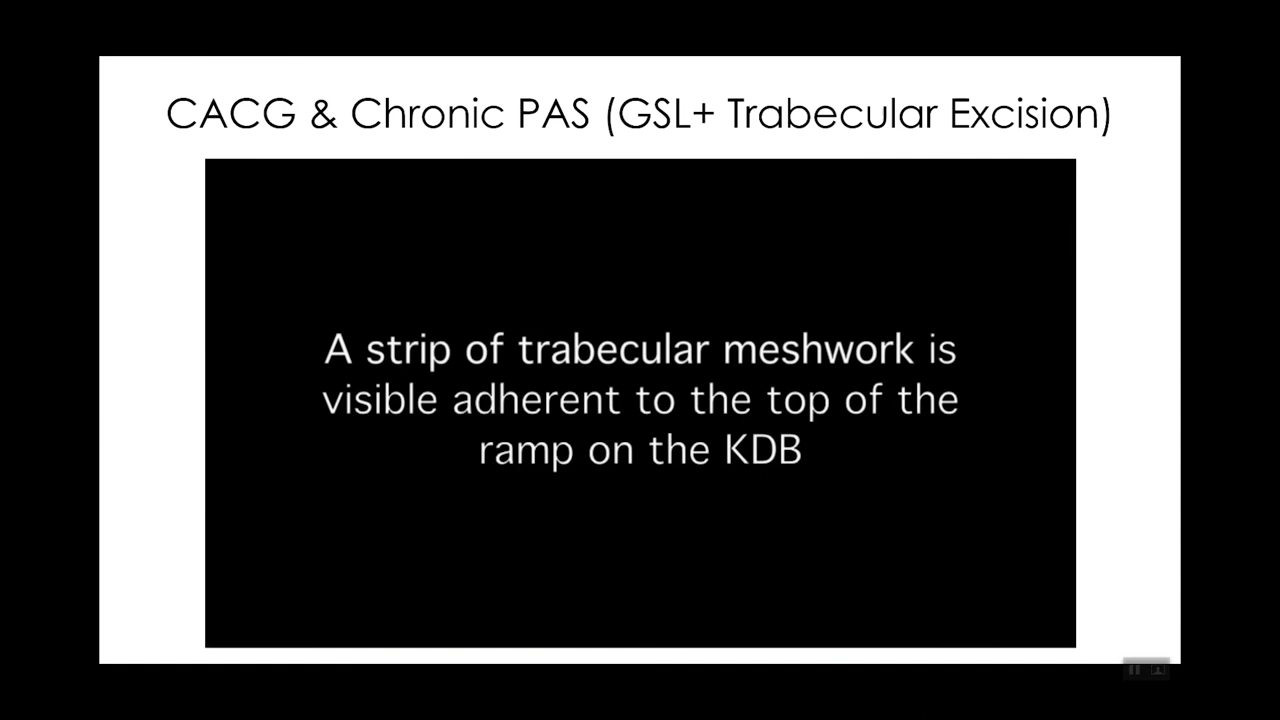 CACG & Chronic PAS (GSL+ Trabecular Excision)
A strip of trabecular meshwork is
visible adherent to the top of the
ramp on the KDB